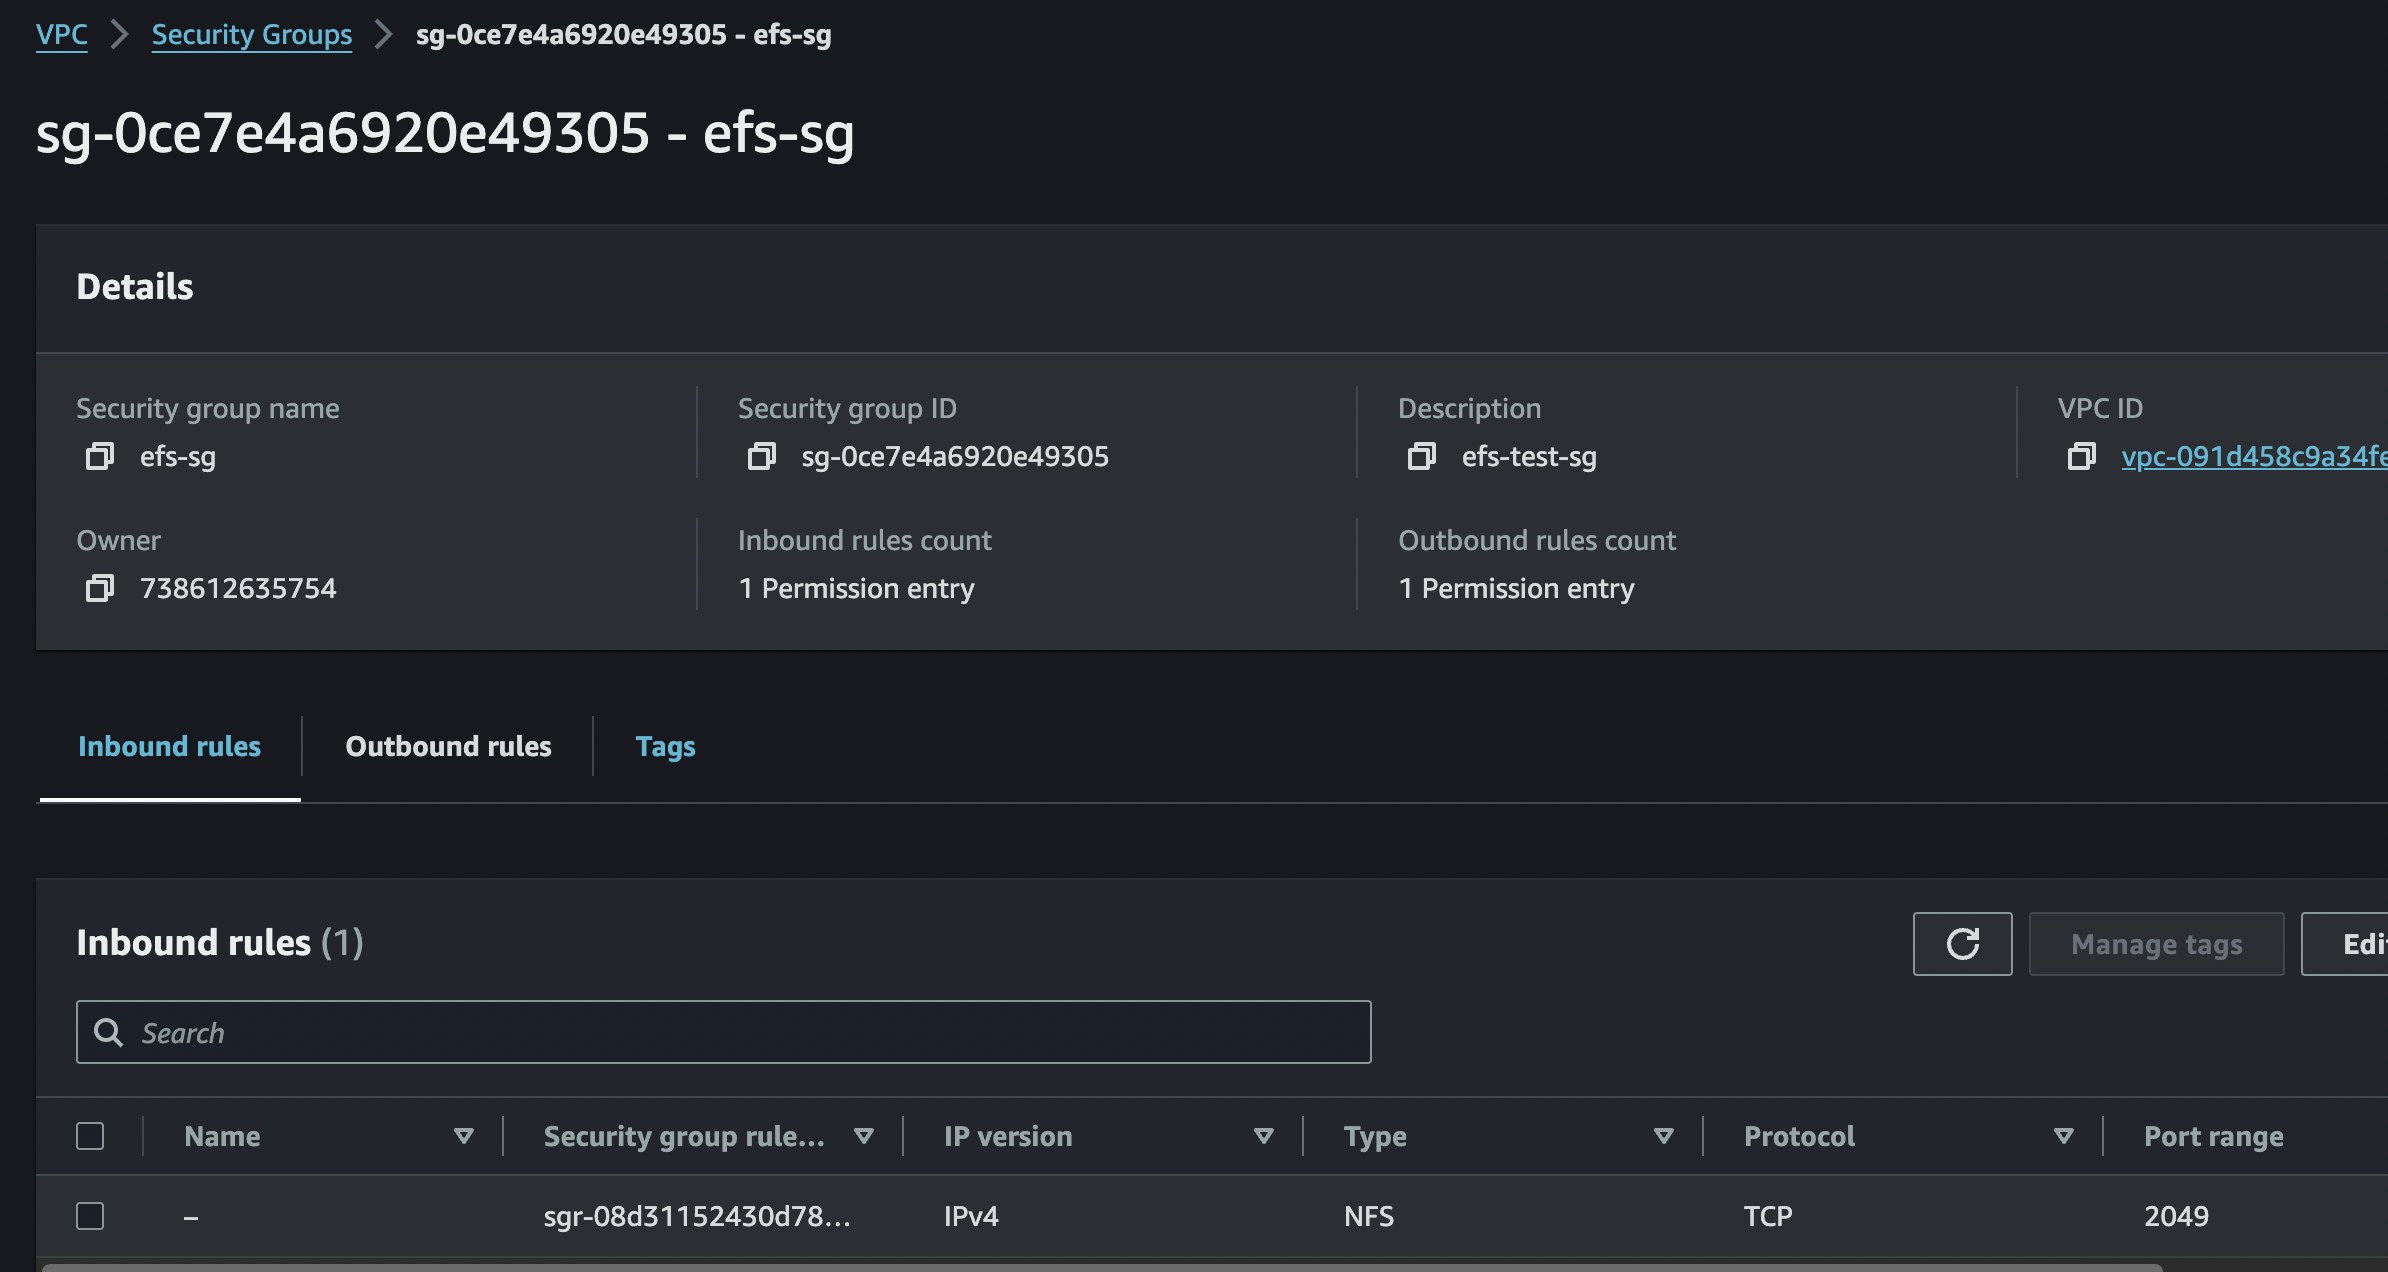 VPC > Security Groups > sg-0ce7e4a6920e49305 - efs-sg
sg-0ce7e4a6920e49305 - efs-sg
Details
Security group name Security group ID Description VPC ID
efs-sg sg-0ce7e4a6920e49305 efs-test-sg vpc-091d458c9a34fe
Owner Inbound rules count Outbound rules count
738612635754 1 Permission entry 1 Permission entry
Inbound rules Outbound rules Tags
Inbound rules (1) Manage tags Edi
Search
Name Security group rule... IP version Type Protocol Port range
– sgr-08d31152430d78... IPv4 NFS TCP 2049